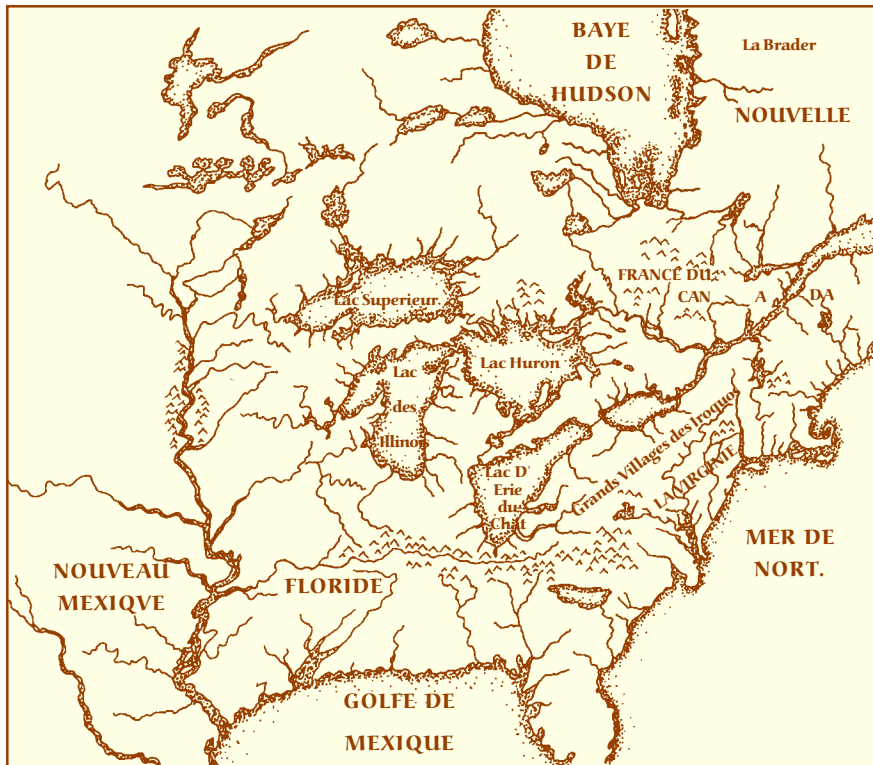 BAYE
DE
HUDSON
La Brader
NOUVELLE
FRANCE DU
CAN A DA
Lac Superieur.
Lac Huron
Lac
des
Illinois
Lac D'
Erie
du
Chat
Grands Villages des Iroquos
LA VIRGINIE
MER DE
NORT.
NOUVEAU
MEXIQVE
FLORIDE
GOLFE DE
MEXIQUE